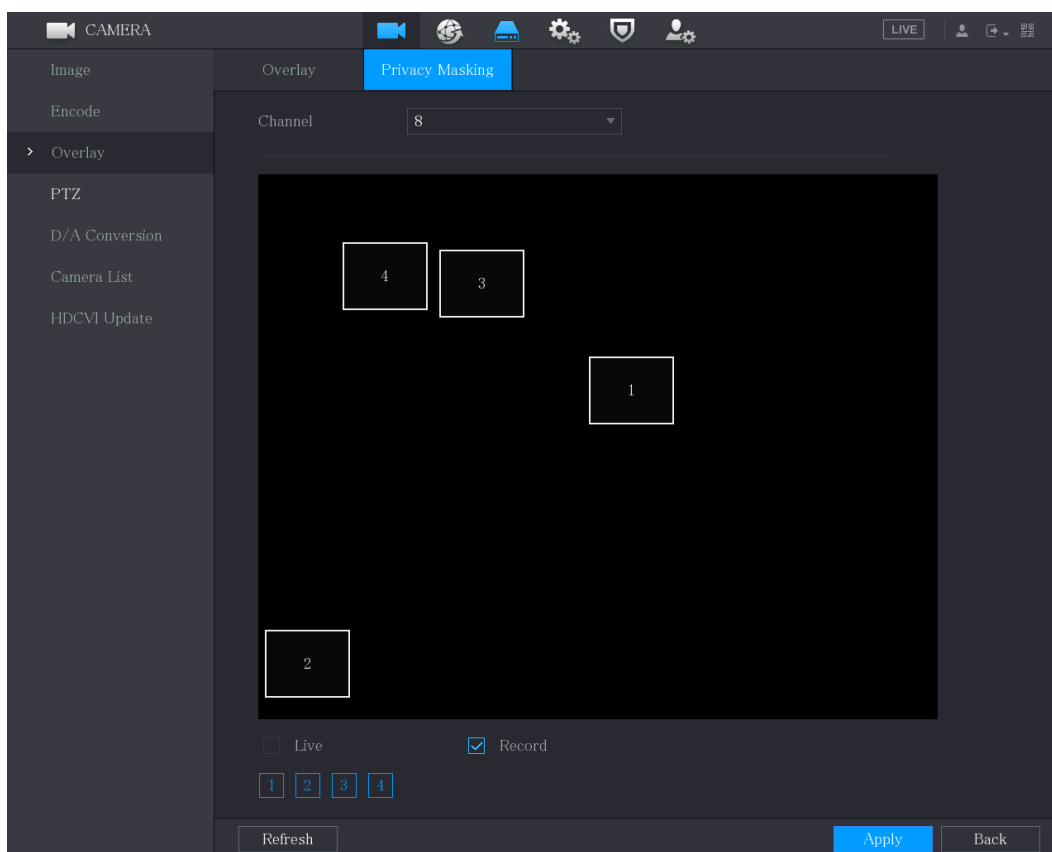 CAMERA
LIVE
Image
Encode
Overlay
PTZ
D/A Conversion
Camera List
HDCVI Update
Overlay
Privacy Masking
Channel
8
4
3
1
2
Live
Record
1
2
3
4
Refresh
Apply
Back